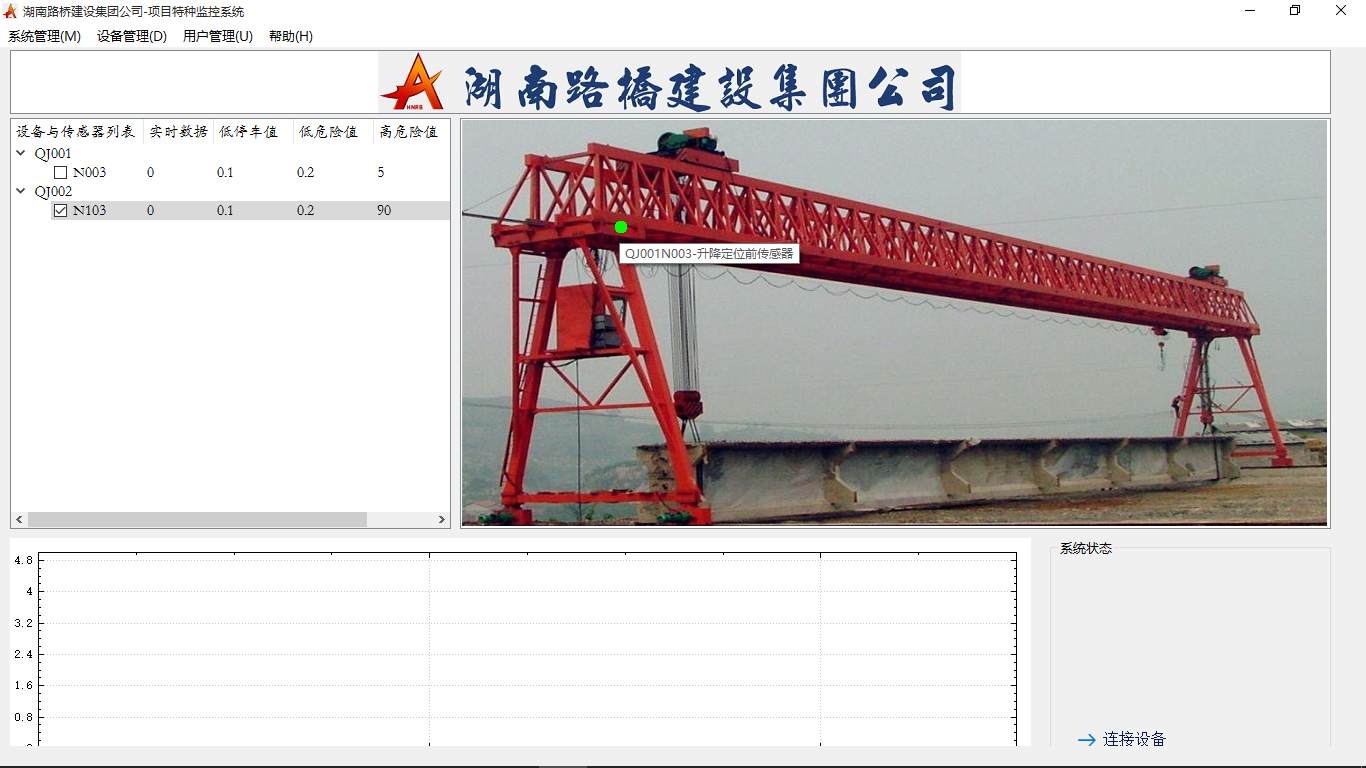 湖南路桥建设集团公司-项目特种监控系统
系统管理(M) 设备管理(D) 用户管理(U) 帮助(H)
HNRB
湖南路橋建設集團公司
设备与传感器列表 实时数据 低停车值 低危险值 高危险值
QJ001
N003 0 0.1 0.2 5
QJ002
N103 0 0.1 0.2 90
QJ001N003-升降定位前传感器
4.8
4
3.2
2.4
1.6
0.8
系统状态
连接设备